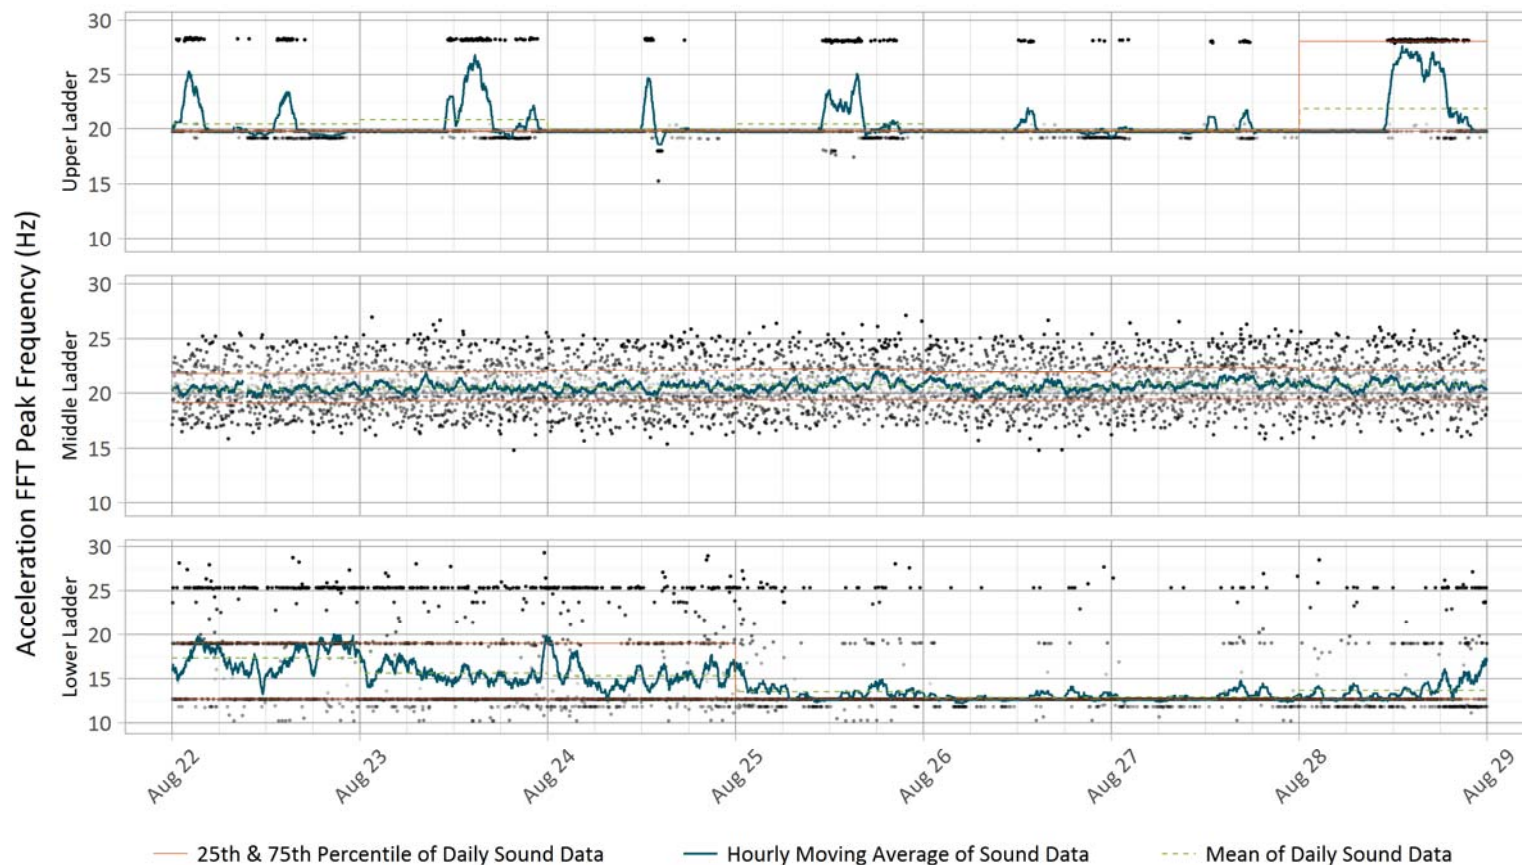 Acceleration FFT Peak Frequency (Hz)
Upper Ladder
30
25
20
15
10
Middle Ladder
30
25
20
15
10
Lower Ladder
30
25
20
15
10
Aug 22
Aug 23
Aug 24
Aug 25
Aug 26
Aug 27
Aug 28
Aug 29
25th & 75th Percentile of Daily Sound Data
Hourly Moving Average of Sound Data
Mean of Daily Sound Data